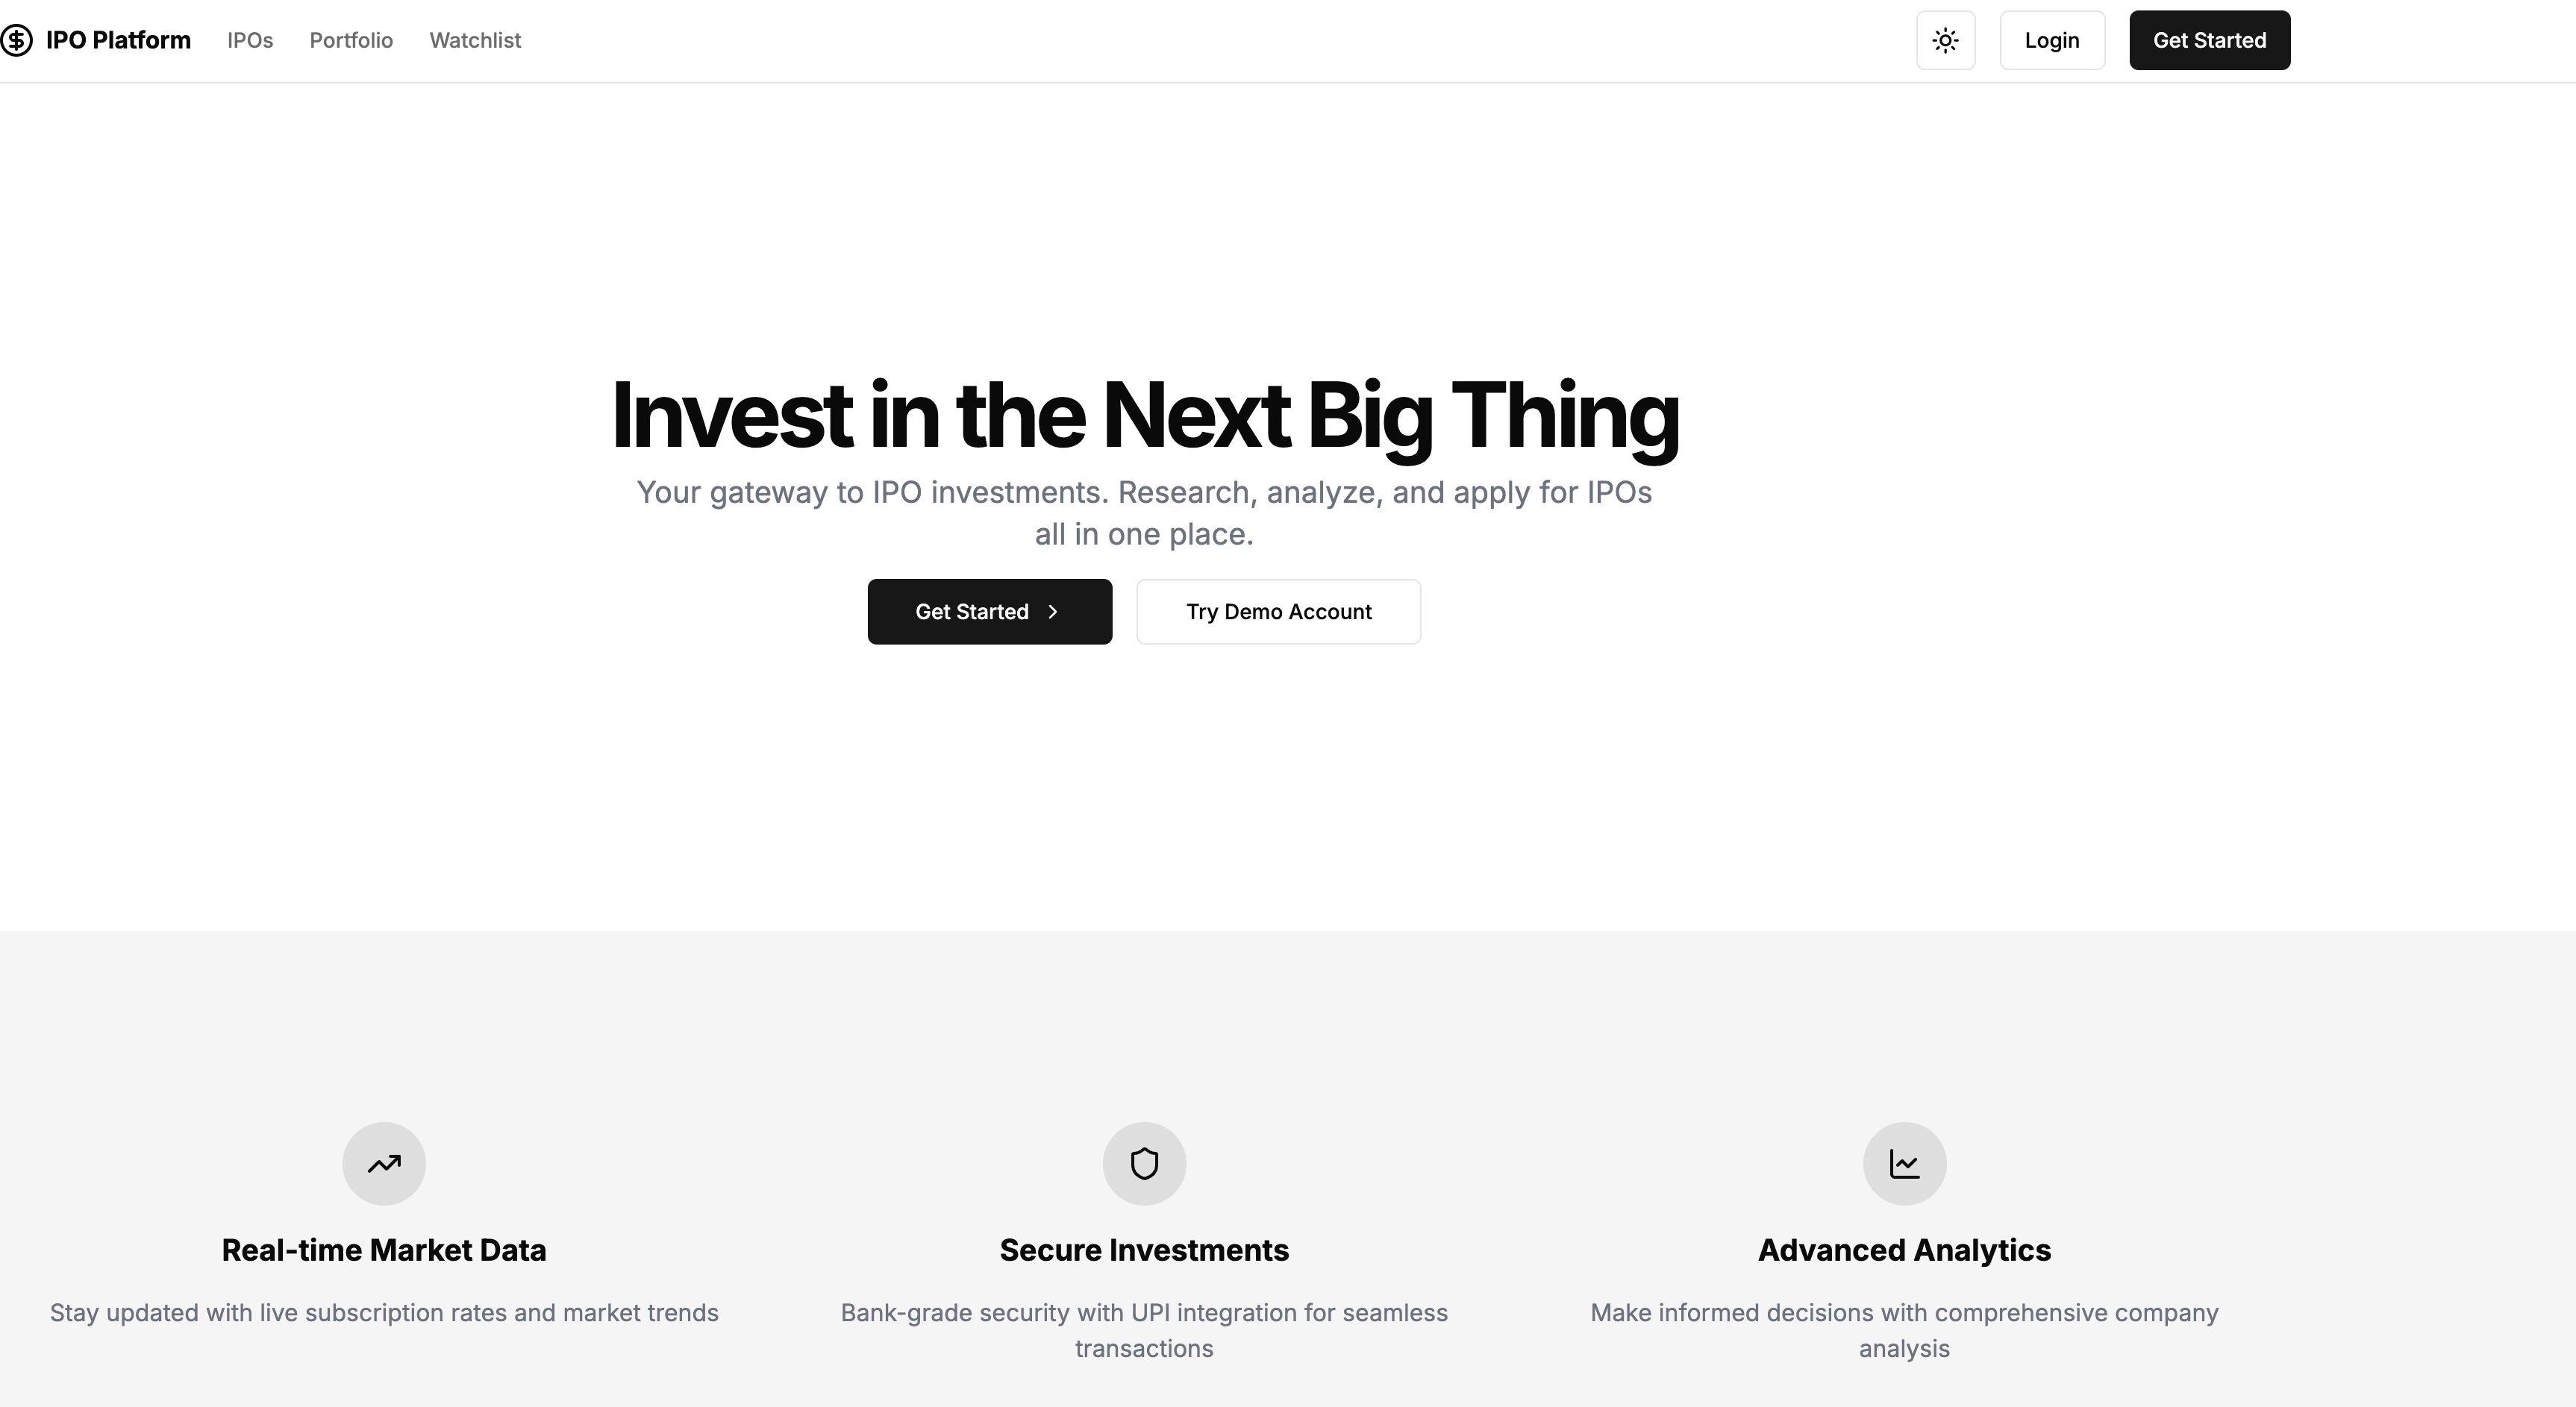 IPO Platform IPOs Portfolio Watchlist Login Get Started
Invest in the Next Big Thing
Your gateway to IPO investments. Research, analyze, and apply for IPOs
all in one place.
Get Started Try Demo Account
Real-time Market Data
Stay updated with live subscription rates and market trends
Secure Investments
Bank-grade security with UPI integration for seamless
transactions
Advanced Analytics
Make informed decisions with comprehensive company
analysis